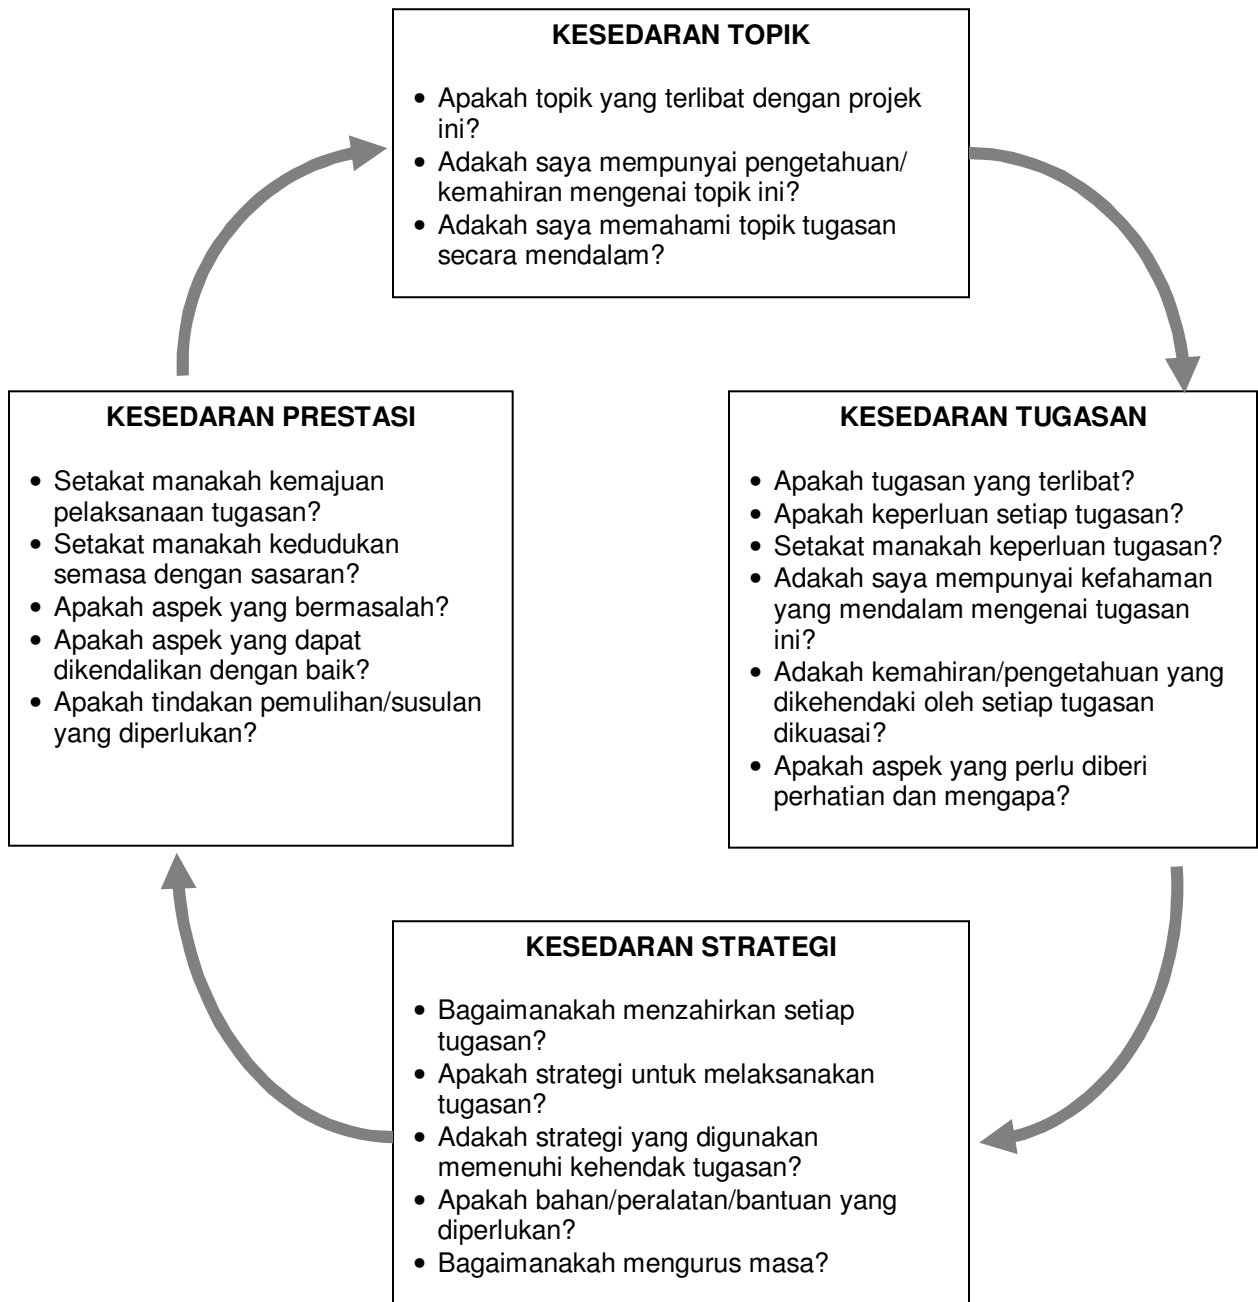 KESEDARAN TOPIK
• Apakah topik yang terlibat dengan projek
ini?
• Adakah saya mempunyai pengetahuan/
kemahiran mengenai topik ini?
• Adakah saya memahami topik tugasan
secara mendalam?
KESEDARAN PRESTASI
• Setakat manakah kemajuan
pelaksanaan tugasan?
• Setakat manakah kedudukan
semasa dengan sasaran?
• Apakah aspek yang bermasalah?
• Apakah aspek yang dapat
dikendalikan dengan baik?
• Apakah tindakan pemulihan/susulan
yang diperlukan?
KESEDARAN TUGASAN
• Apakah tugasan yang terlibat?
• Apakah keperluan setiap tugasan?
• Setakat manakah keperluan tugasan?
• Adakah saya mempunyai kefahaman
yang mendalam mengenai tugasan
ini?
• Adakah kemahiran/pengetahuan yang
dikehendaki oleh setiap tugasan
dikuasai?
• Apakah aspek yang perlu diberi
perhatian dan mengapa?
KESEDARAN STRATEGI
• Bagaimanakah menzahirkan setiap
tugasan?
• Apakah strategi untuk melaksanakan
tugasan?
• Adakah strategi yang digunakan
memenuhi kehendak tugasan?
• Apakah bahan/peralatan/bantuan yang
diperlukan?
• Bagaimanakah mengurus masa?